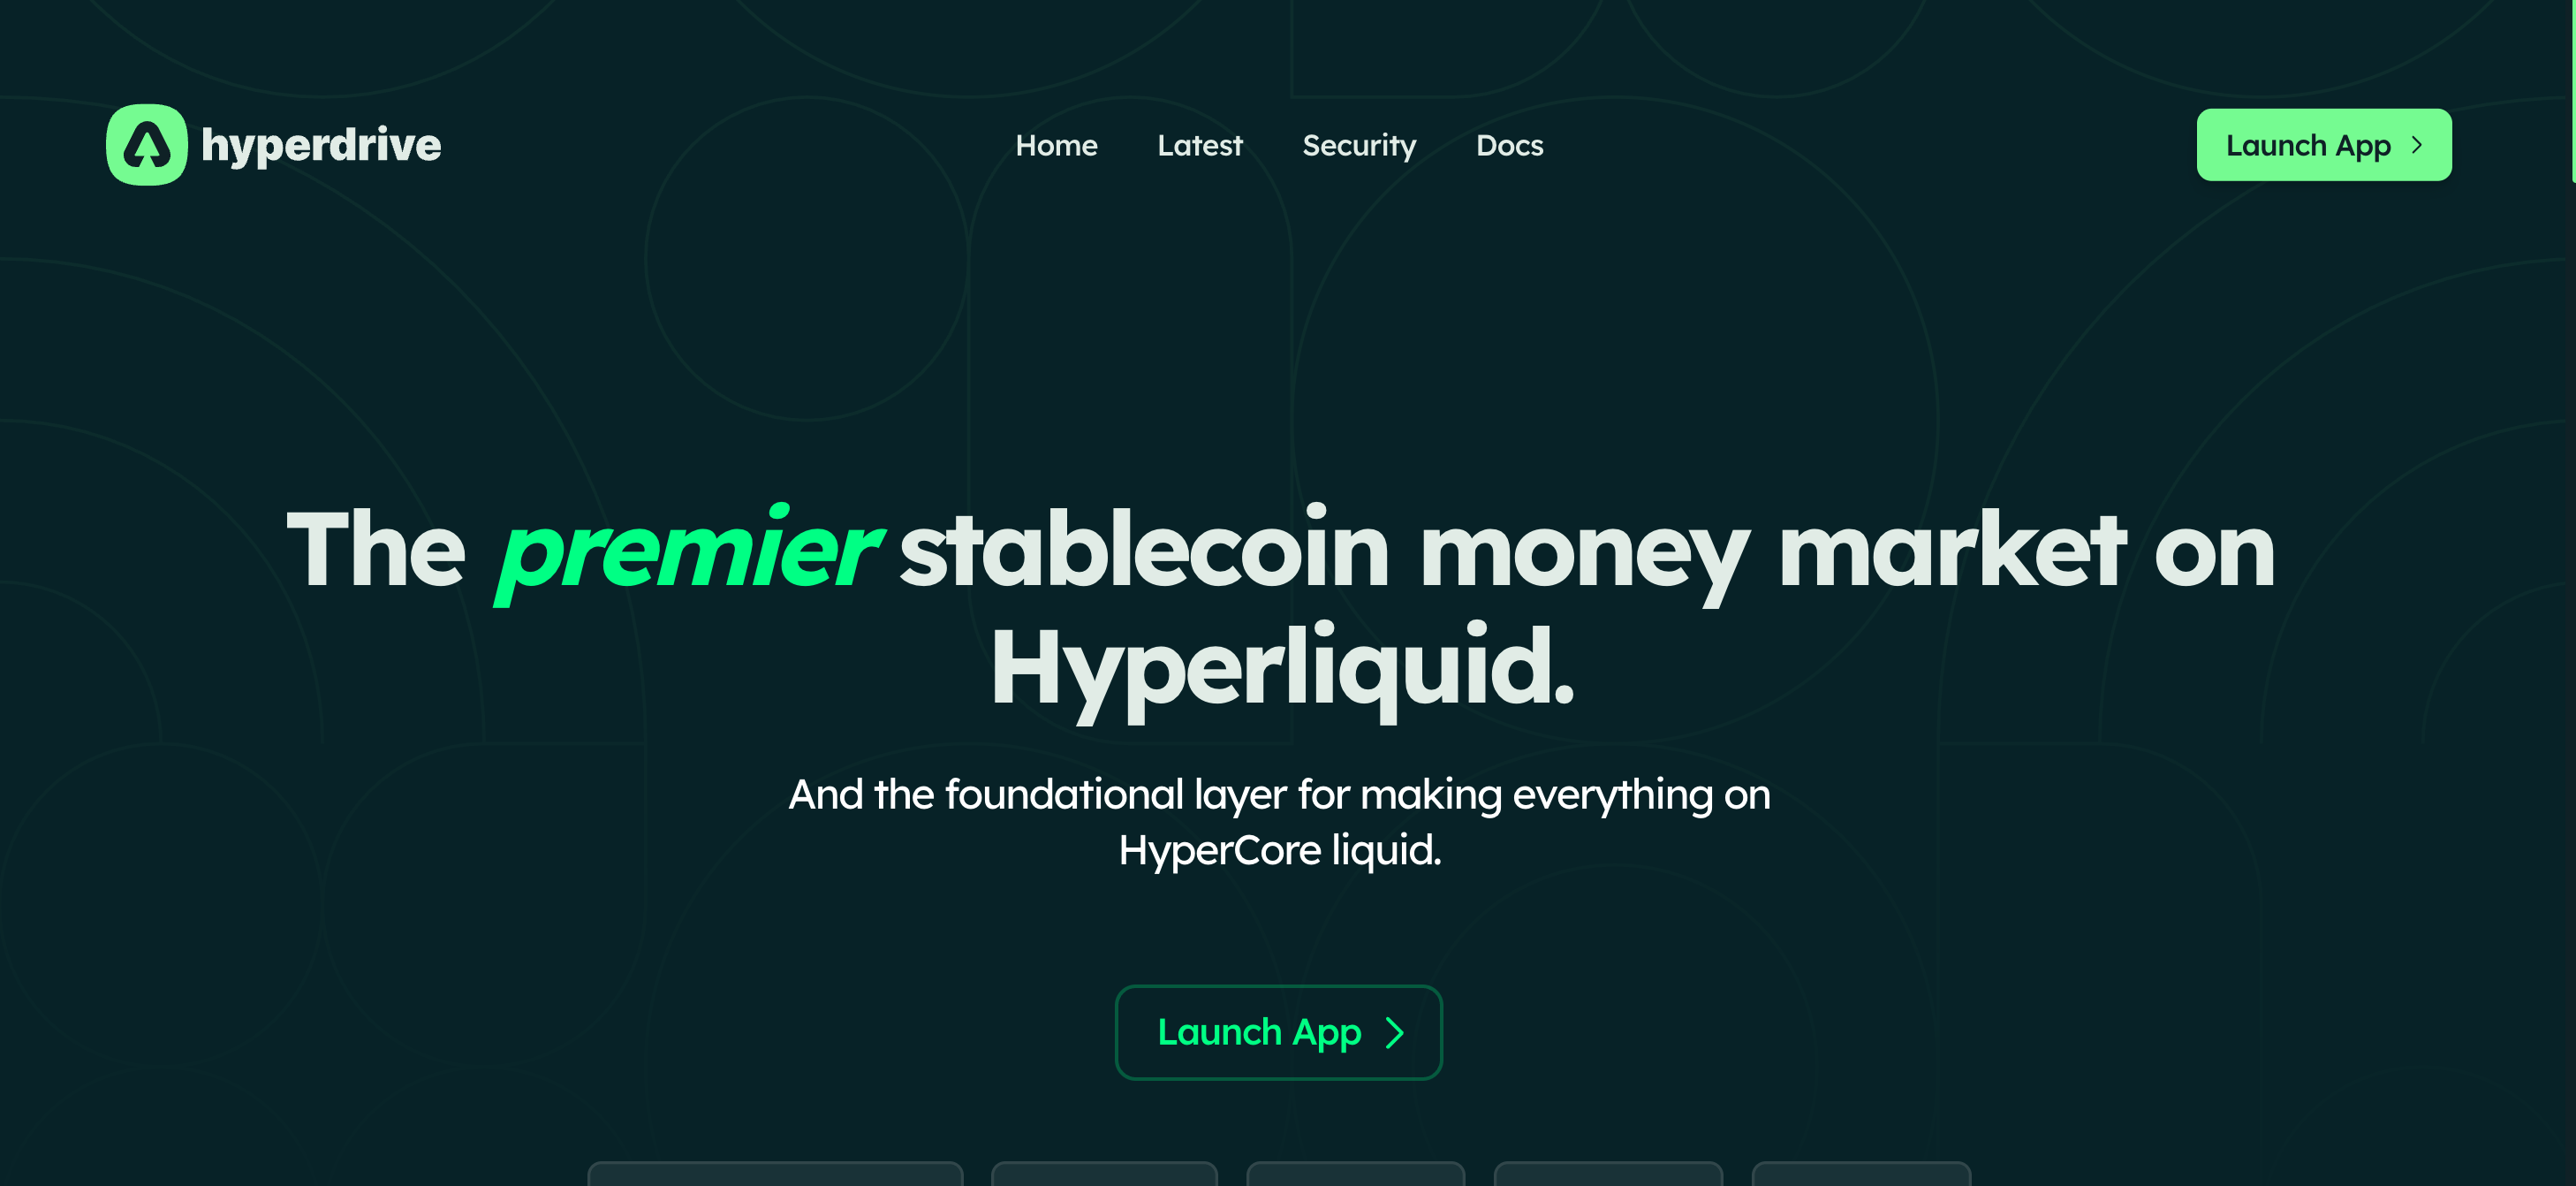 hyperdrive
Home
Latest
Security
Docs
Launch App
The premier stablecoin money market on
Hyperliquid.
And the foundational layer for making everything on
HyperCore liquid.
Launch App